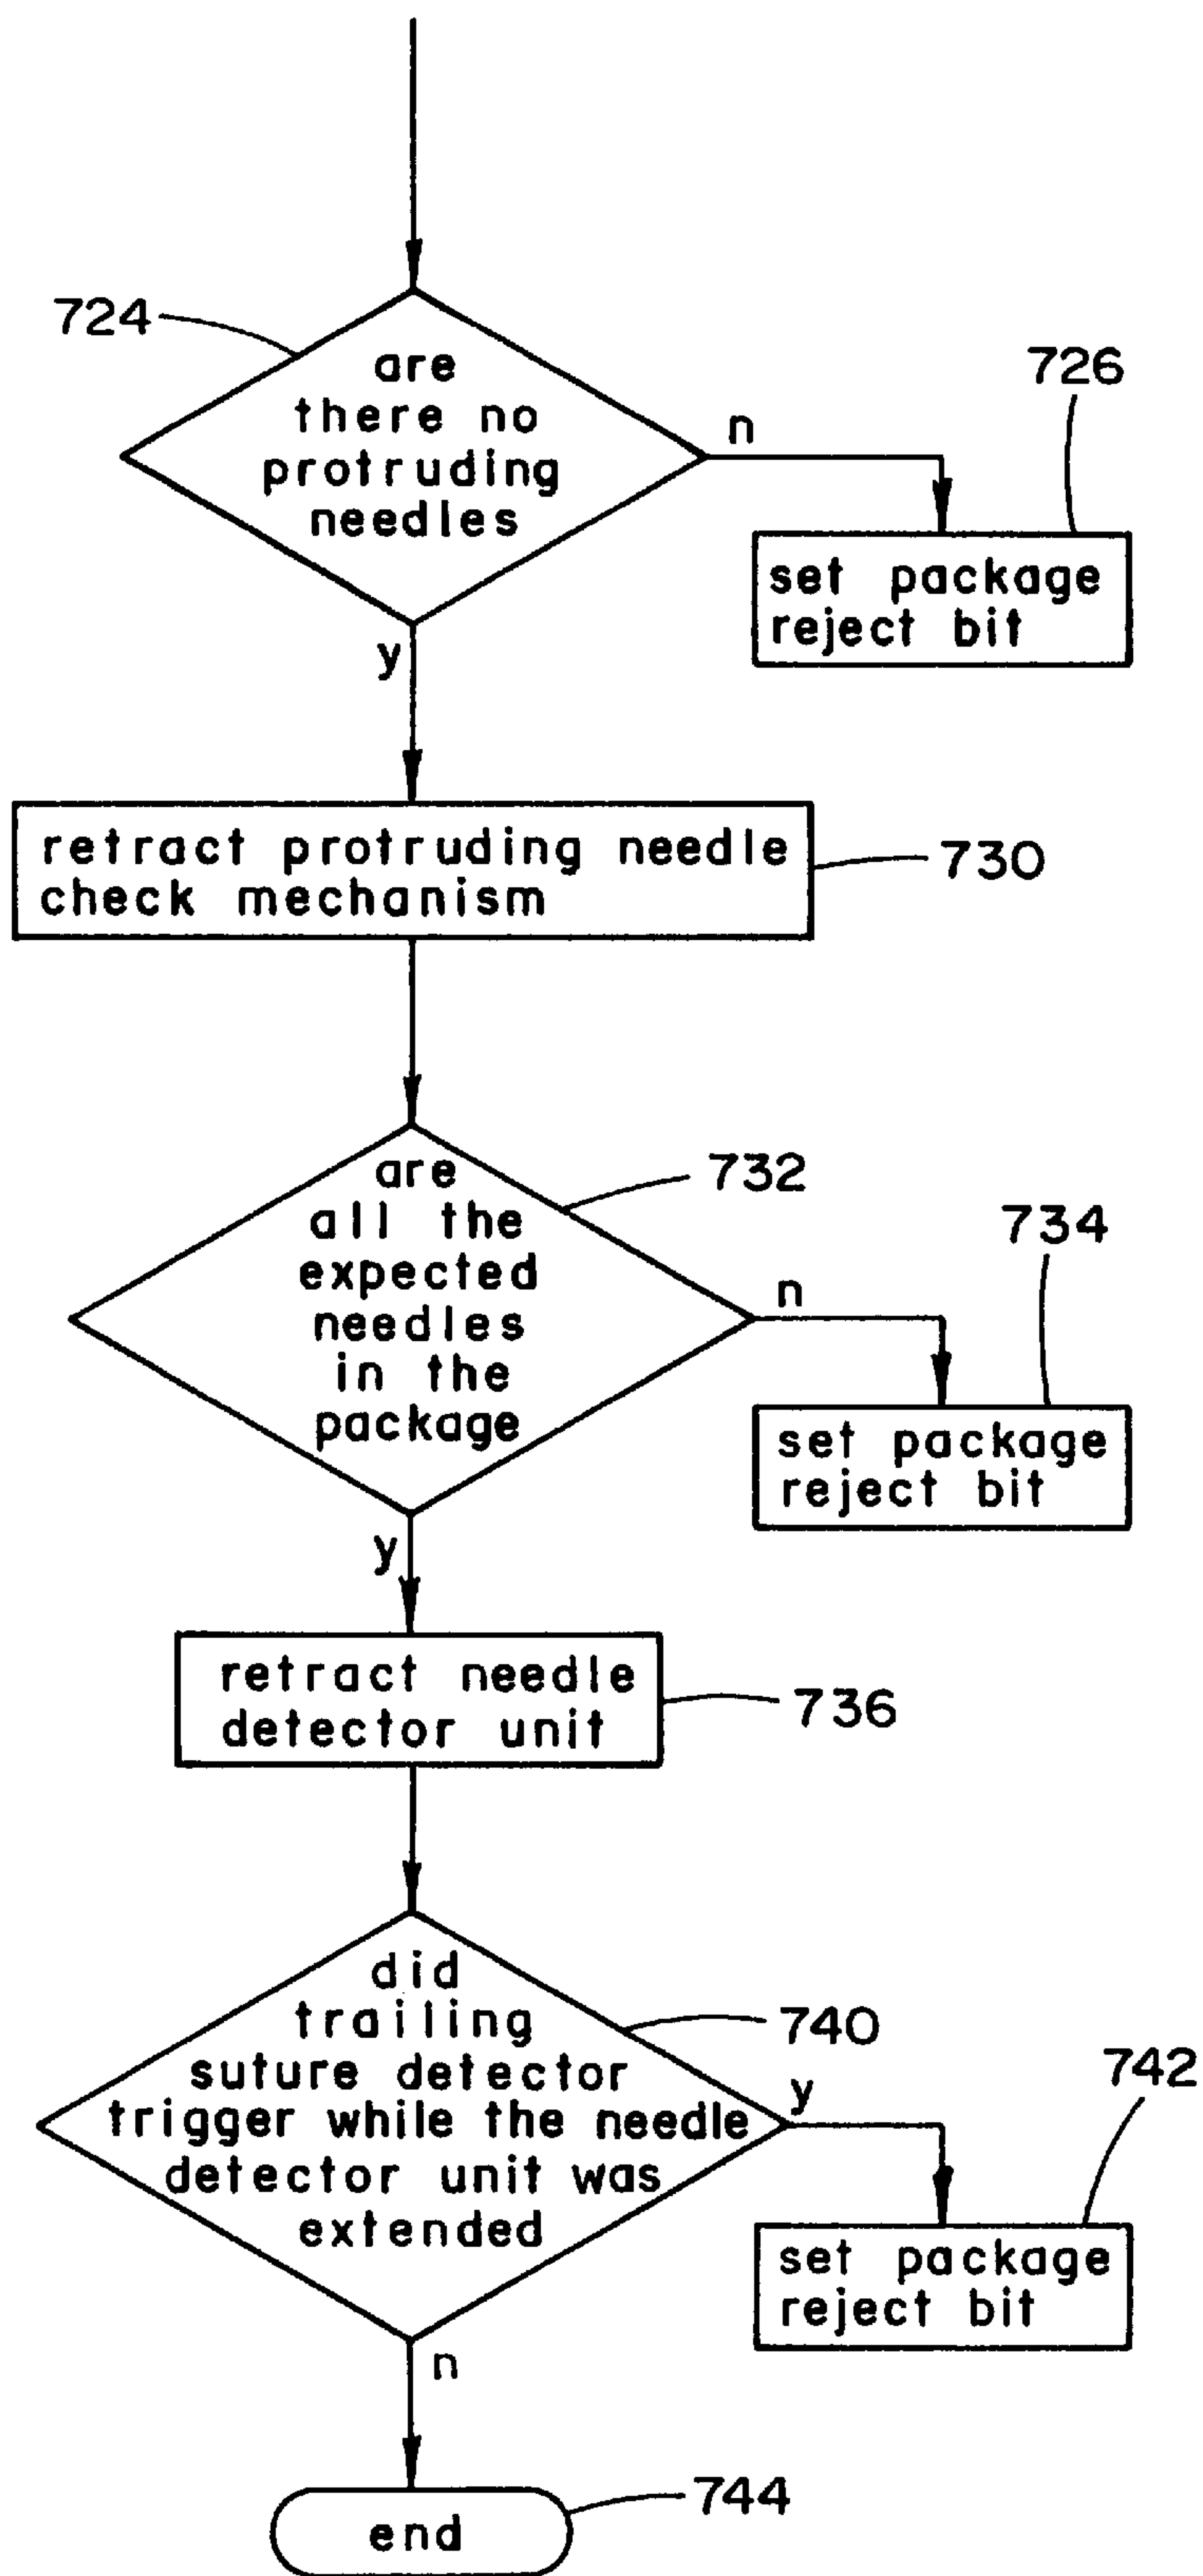 724
are
there no
protruding
needles
n
726
set package
reject bit
y
retract protruding needle
check mechanism
730
are
all the
expected
needles
in the
package
732
n
734
set package
reject bit
y
retract needle
detector unit
736
did
trailing
suture detector
trigger while the needle
detector unit was
extended
740
y
742
set package
reject bit
n
end
744